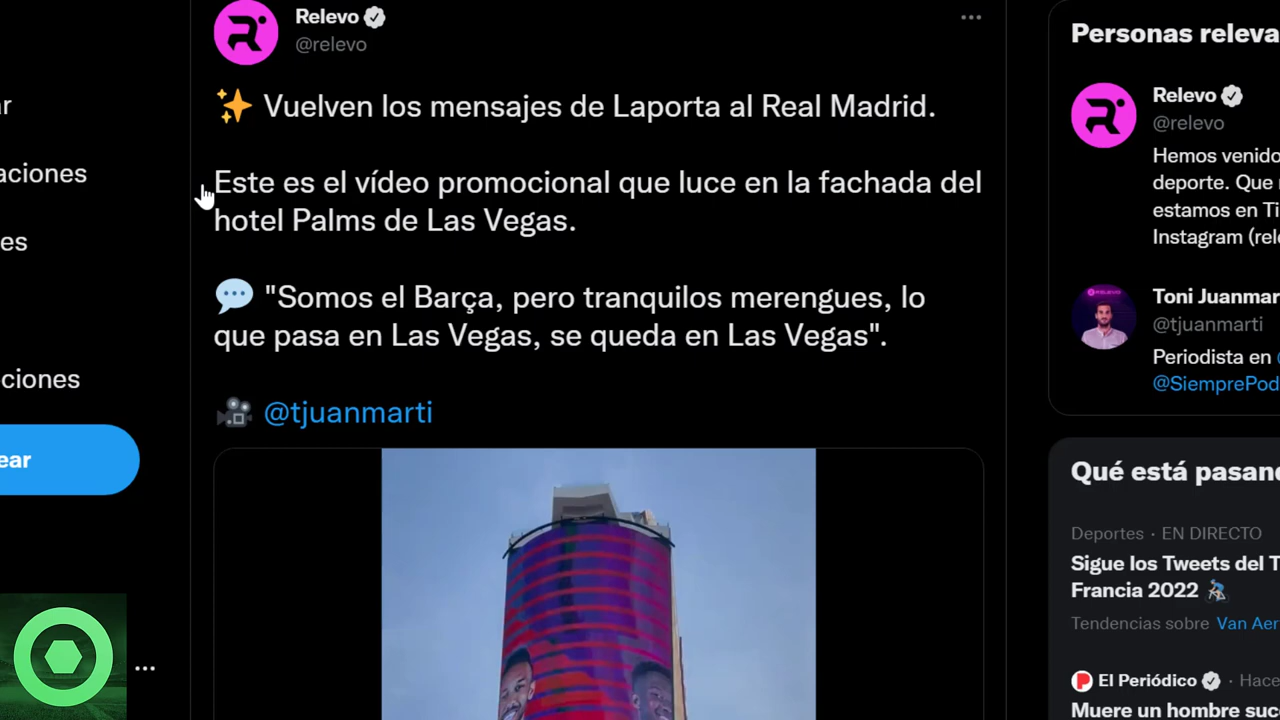 Relevo
@relevo
Vuelven los mensajes de Laporta al Real Madrid.
Este es el vídeo promocional que luce en la fachada del
hotel Palms de Las Vegas.
"Somos el Barça, pero tranquilos merengues, lo
que pasa en Las Vegas, se queda en Las Vegas".
@tjuanmarti
ar
aciones
es
ciones
ear
Personas releva
Relevo
@relevo
Hemos venido
deporte. Que
estamos en Ti
Instagram (rel
Toni Juanmar
@tjuanmarti
Periodista en
@SiemprePod
Qué está pasand
Deportes · EN DIRECTO
Sigue los Tweets del T
Francia 2022
Tendencias sobre Van Aer
El Periódico · Hace
Muere un hombre suc